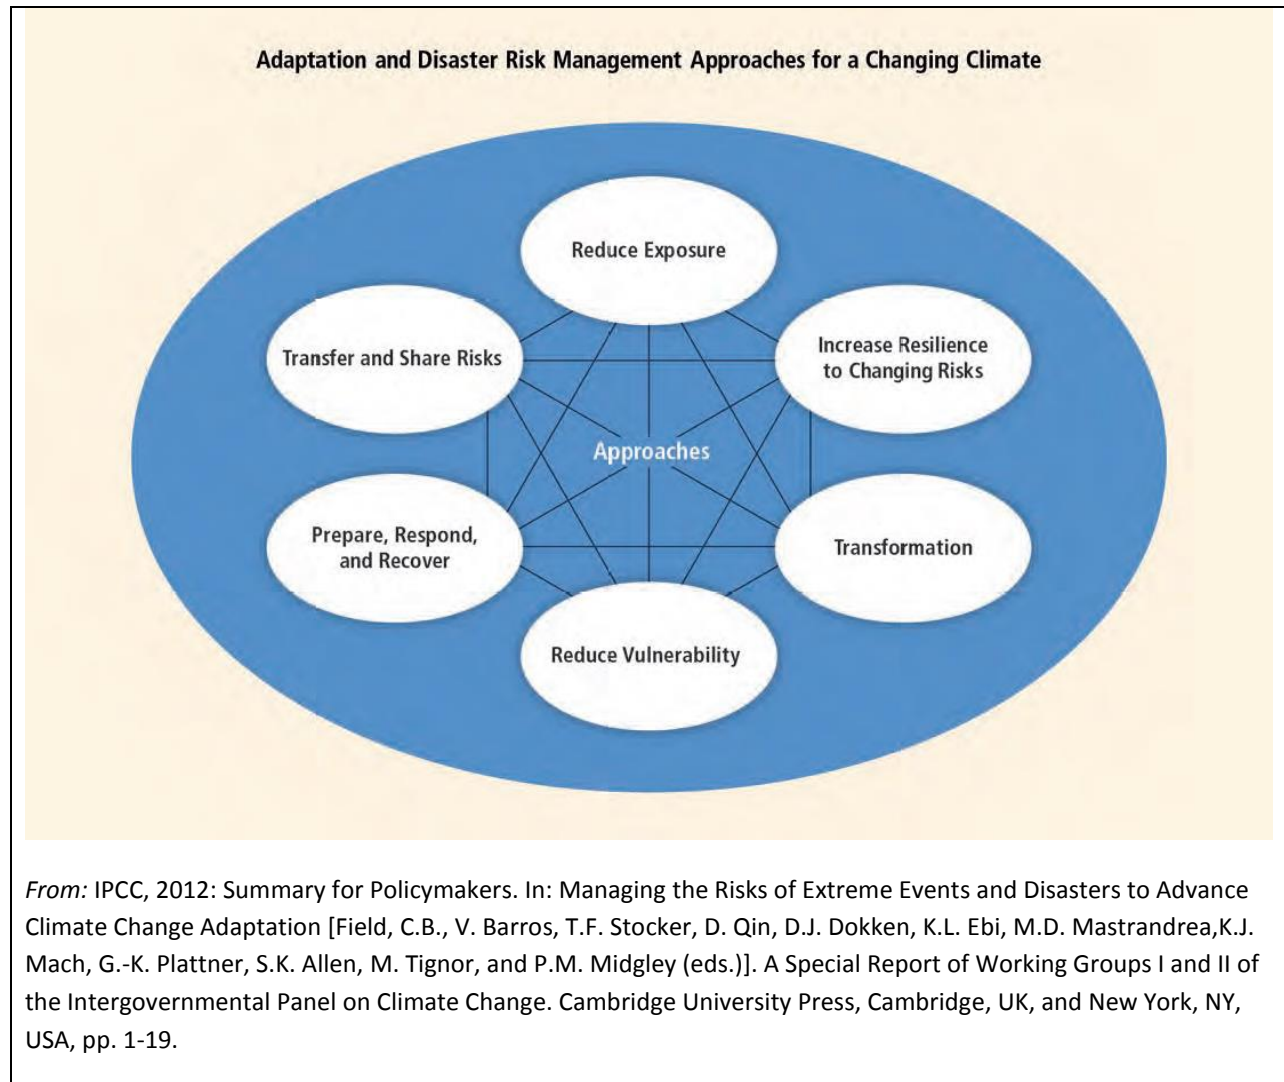 Adaptation and Disaster Risk Management Approaches for a Changing Climate
Reduce Exposure
Transfer and Share Risks
Increase Resilience
to Changing Risks
Approaches
Prepare, Respond,
and Recover
Transformation
Reduce Vulnerability
From: IPCC, 2012: Summary for Policymakers. In: Managing the Risks of Extreme Events and Disasters to Advance
Climate Change Adaptation [Field, C.B., V. Barros, T.F. Stocker, D. Qin, D.J. Dokken, K.L. Ebi, M.D. Mastrandrea,K.J.
Mach, G.-K. Plattner, S.K. Allen, M. Tignor, and P.M. Midgley (eds.)]. A Special Report of Working Groups I and II of
the Intergovernmental Panel on Climate Change. Cambridge University Press, Cambridge, UK, and New York, NY,
USA, pp. 1-19.